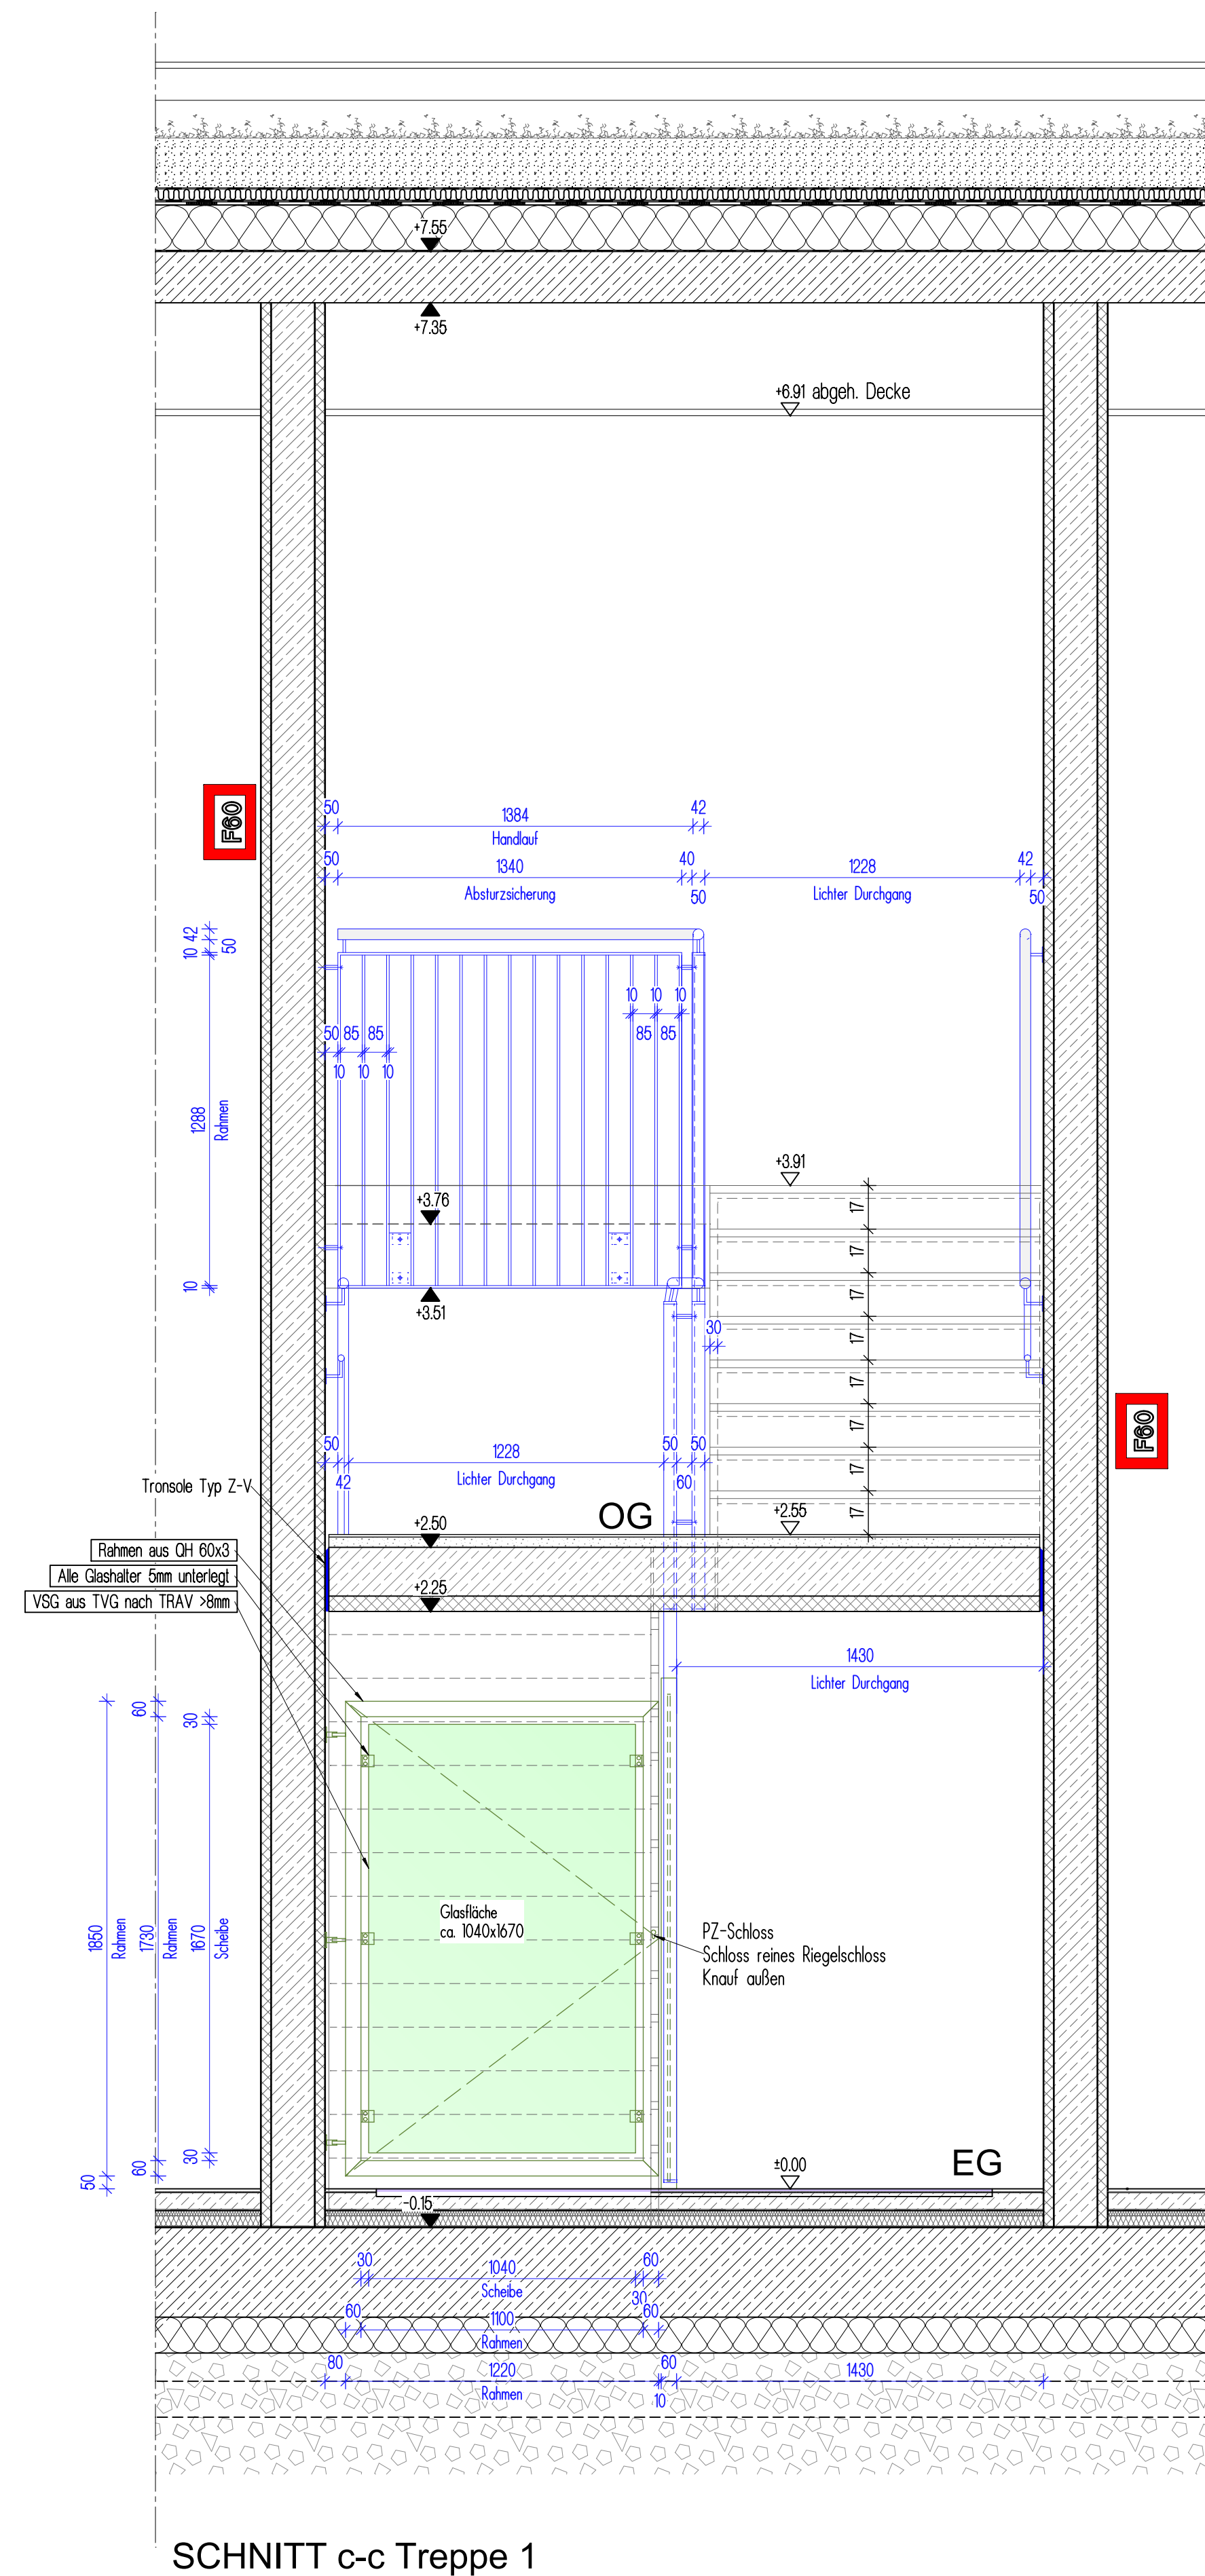 +7.55
+7.35
+6.91 abgeh. Decke
F60
50
1384
42
Handlauf
50
1340
40
1228
42
Absturzsicherung
50
Lichter Durchgang
50
10 42
50
10 10 10
50 85 85
85 85
10 10 10
1288
Rahmen
+3.91
+3.76
17
17
10
+3.51
17
17
30
17
F60
17
50
1228
50 50
17
Lichter Durchgang
42
60
Tronsole Typ Z-V
OG
+2.50
+2.55
17
Rahmen aus QH 60x3
Alle Glashalter 5mm unterlegt
VSG aus TVG nach TRAV >8mm
+2.25
1430
Lichter Durchgang
60
30
Glasfläche
ca. 1040x1670
PZ-Schloss
Schloss reines Riegelschloss
Knauf außen
1850
Rahmen
1730
Rahmen
1670
Scheibe
50
60
30
±0.00
EG
-0.15
30
1040
60
Scheibe
30
60
1100
60
Rahmen
80
1220
60
1430
Rahmen
10
SCHNITT c-c Treppe 1